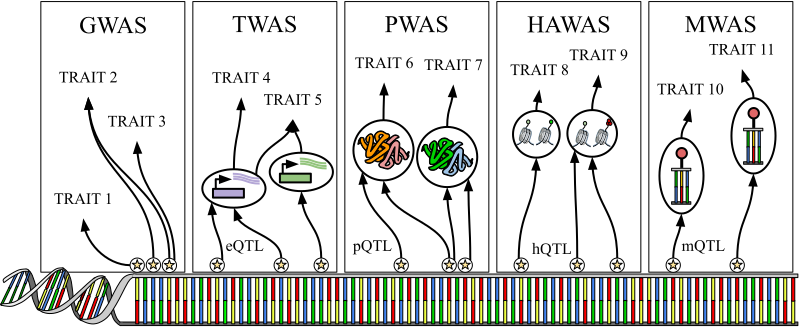 GWAS
TWAS
PWAS
HAWAS
MWAS
TRAIT 2
TRAIT 3
TRAIT 1
TRAIT 4
TRAIT 5
eQTL
TRAIT 6
TRAIT 7
pQTL
TRAIT 8
TRAIT 9
hQTL
TRAIT 10
TRAIT 11
mQTL